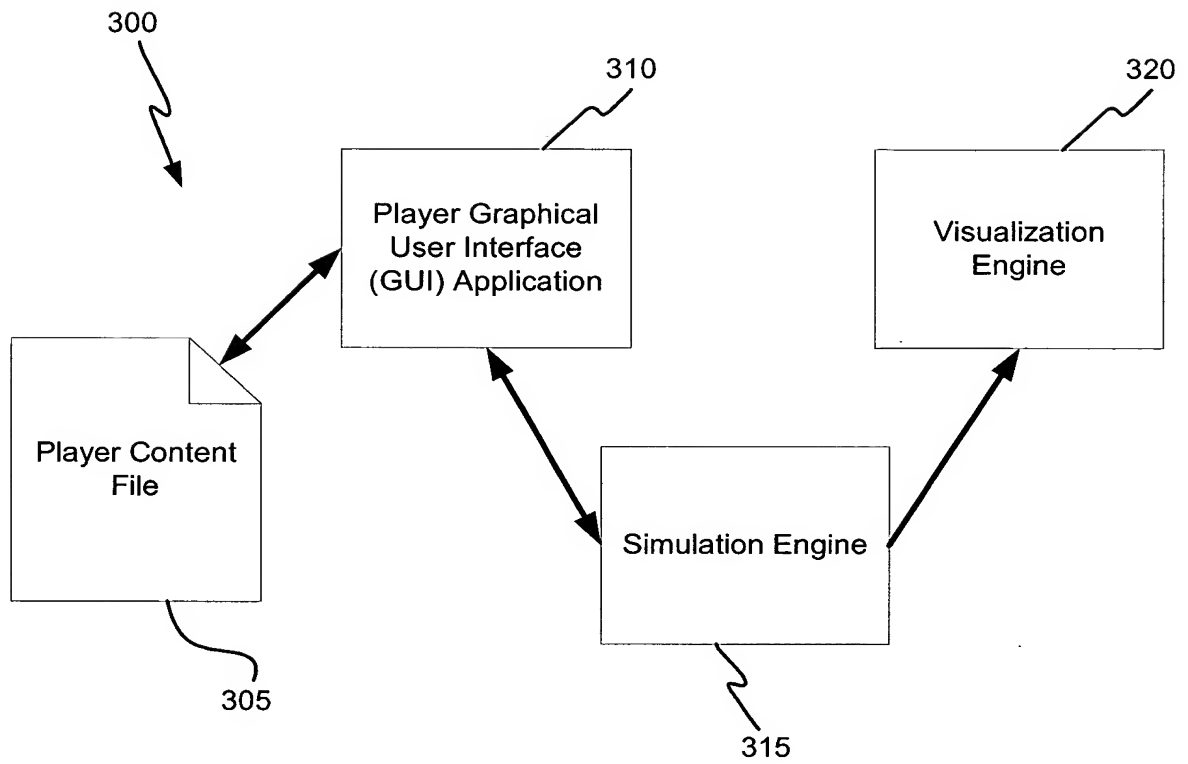 300
310
320
Player Graphical
User Interface
(GUI) Application
Visualization
Engine
Player Content
File
Simulation Engine
305
315